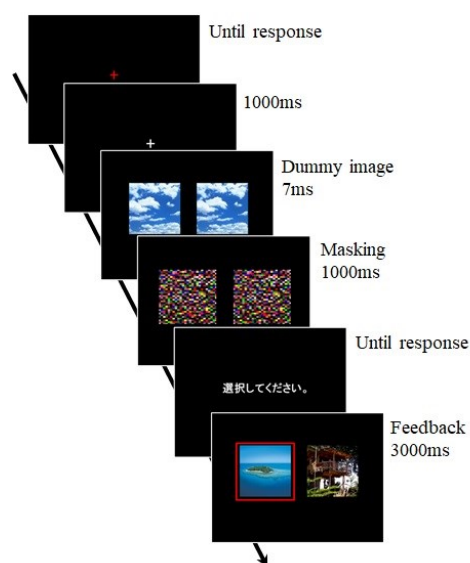 Until response
1000ms
Dummy image
7ms
Masking
1000ms
Until response
選択してください。
Feedback
3000ms